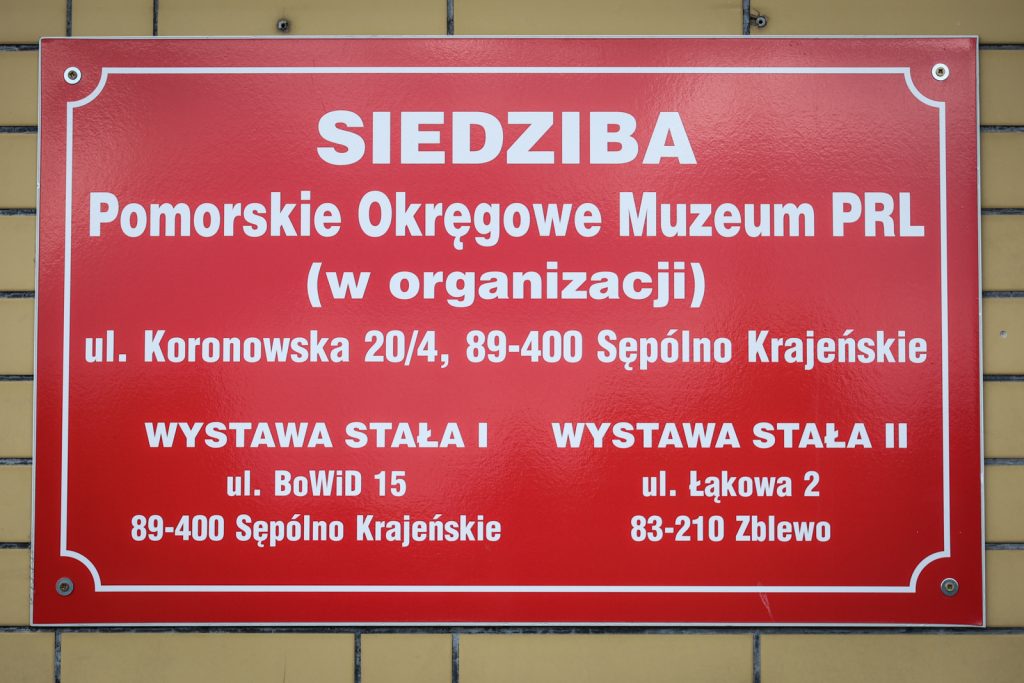 SIEDZIBA
Pomorskie Okręgowe Muzeum PRL
(w organizacji)
ul. Koronowska 20/4, 89-400 Sępólno Krajeńskie
WYSTAWA STAŁA I
ul. BoWiD 15
89-400 Sępólno Krajeńskie
WYSTAWA STAŁA II
ul. Łąkowa 2
83-210 Zblewo